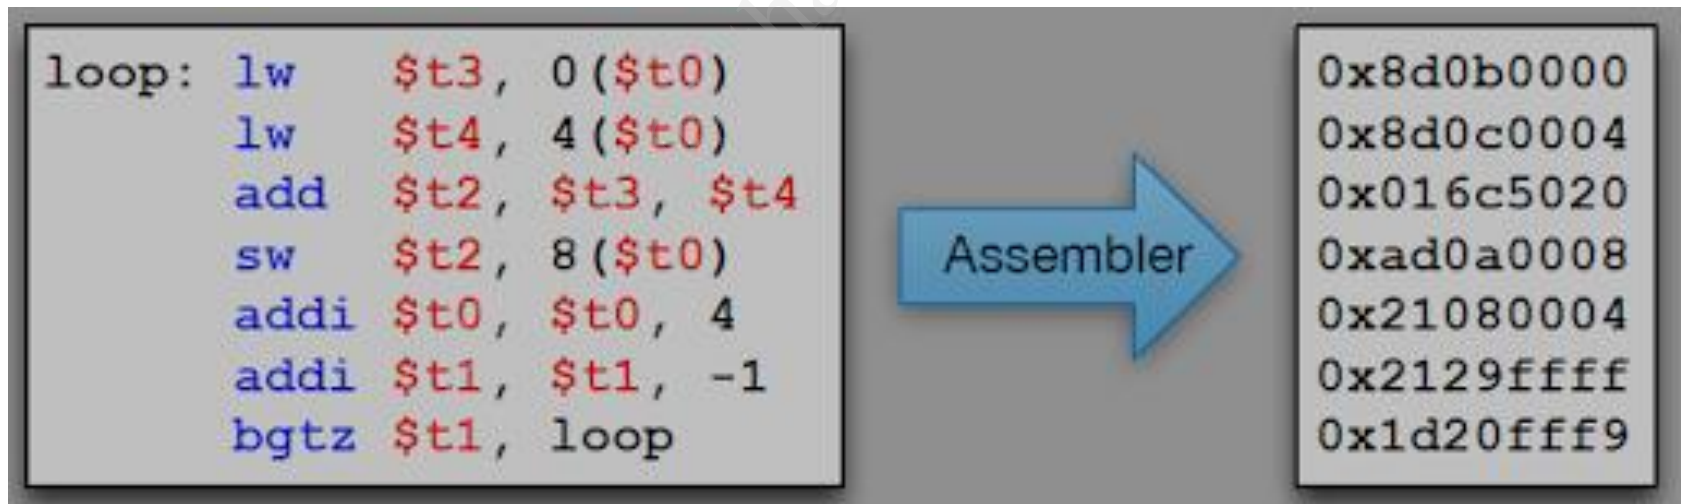 loop: lw $t3, 0($t0)
lw $t4, 4($t0)
add $t2, $t3, $t4
sw $t2, 8($t0)
addi $t0, $t0, 4
addi $t1, $t1, -1
bgtz $t1, loop
Assembler
0x8d0b0000
0x8d0c0004
0x016c5020
0xad0a0008
0x21080004
0x2129ffff
0x1d20fff9